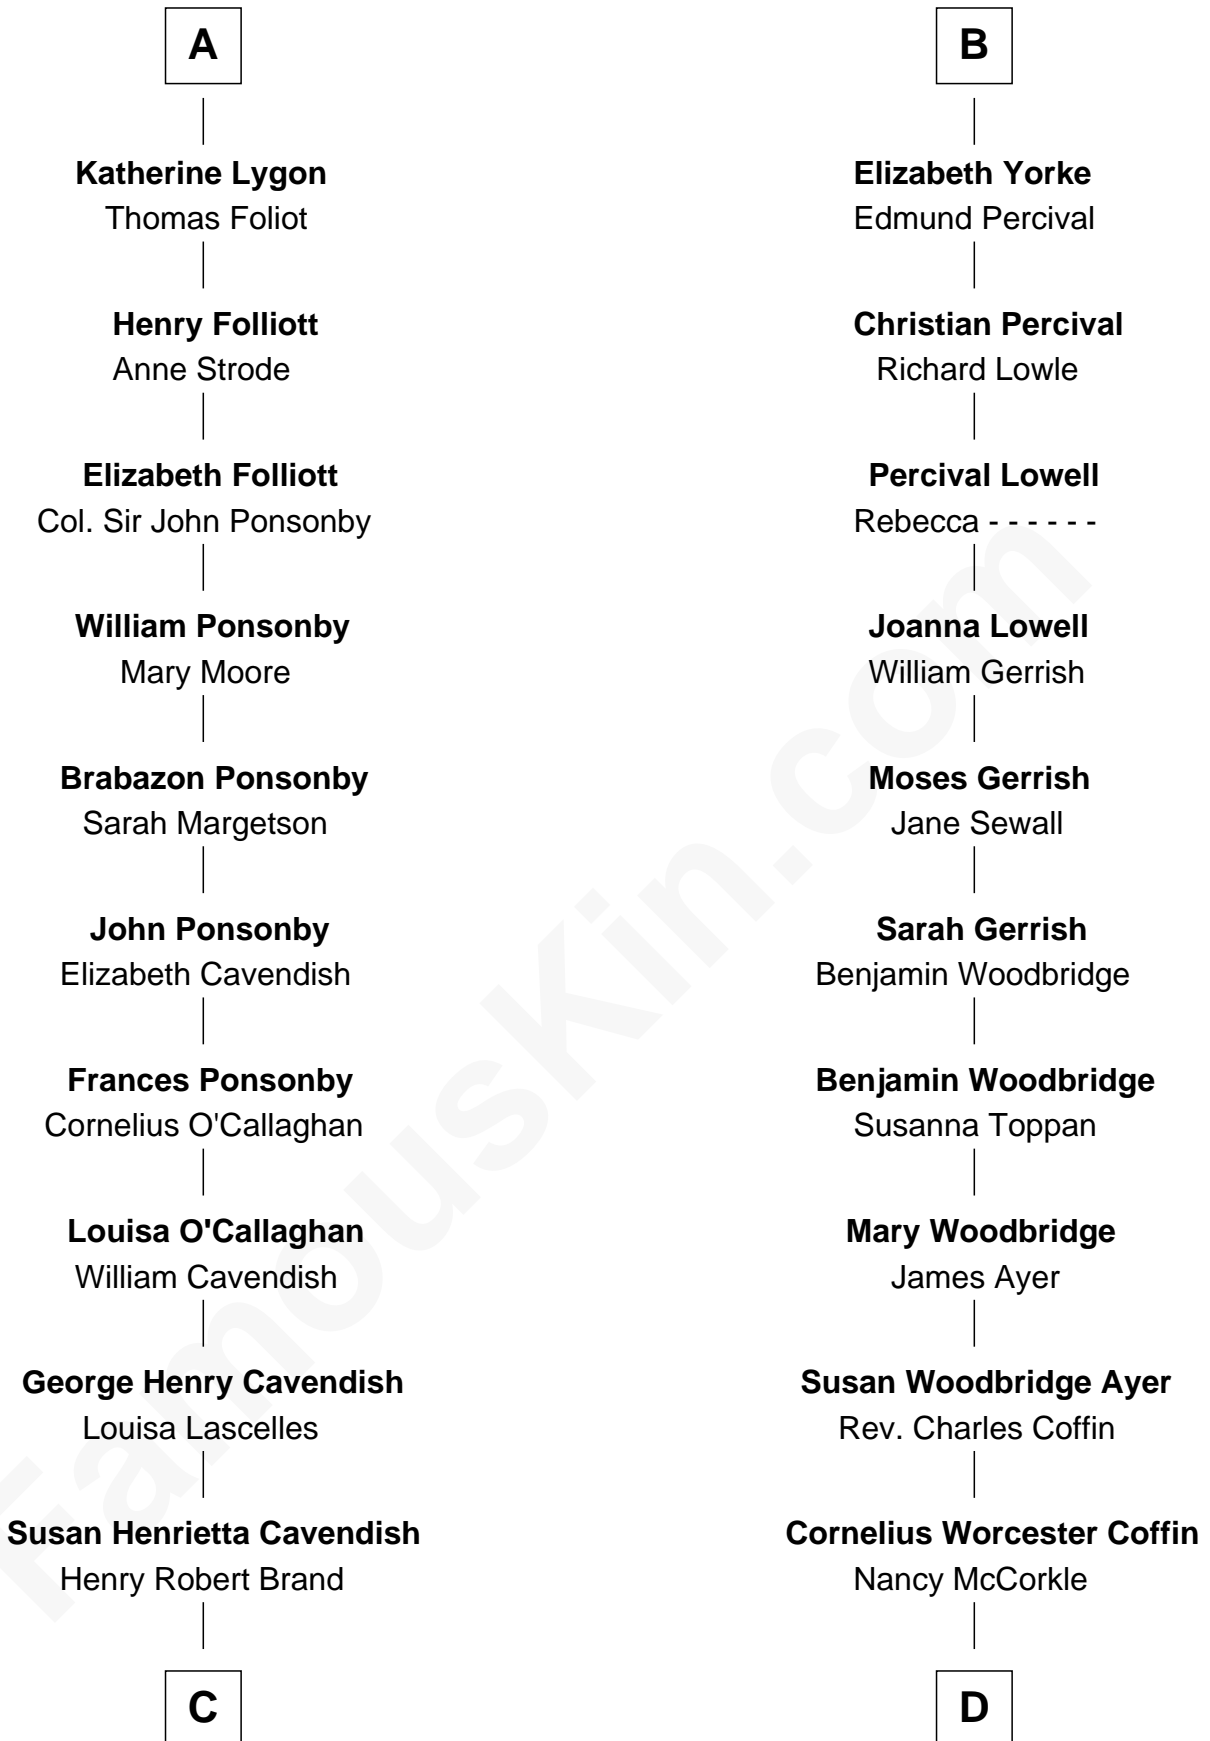 A
Katherine Lygon
Thomas Foliot
Henry Folliott
Anne Strode
Elizabeth Folliott
Col. Sir John Ponsonby
William Ponsonby
Mary Moore
Brabazon Ponsonby
Sarah Margetson
John Ponsonby
Elizabeth Cavendish
Frances Ponsonby
Cornelius O'Callaghan
Louisa O'Callaghan
William Cavendish
George Henry Cavendish
Louisa Lascelles
Susan Henrietta Cavendish
Henry Robert Brand
C
B
Elizabeth Yorke
Edmund Percival
Christian Percival
Richard Lowle
Percival Lowell
Rebecca - - - - - -
Joanna Lowell
William Gerrish
Moses Gerrish
Jane Sewall
Sarah Gerrish
Benjamin Woodbridge
Benjamin Woodbridge
Susanna Toppan
Mary Woodbridge
James Ayer
Susan Woodbridge Ayer
Rev. Charles Coffin
Cornelius Worcester Coffin
Nancy McCorkle
D
FamousKin.com